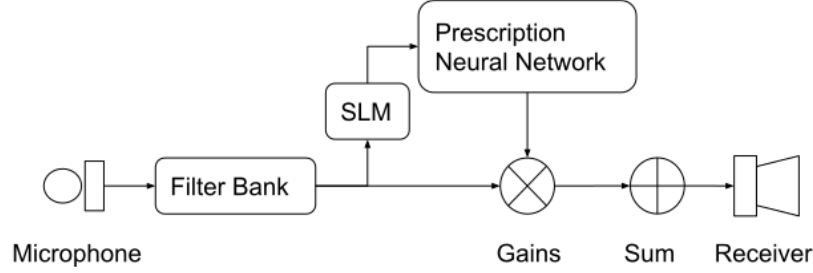 Prescription
Neural Network
SLM
Filter Bank
Microphone
Gains
Sum
Receiver